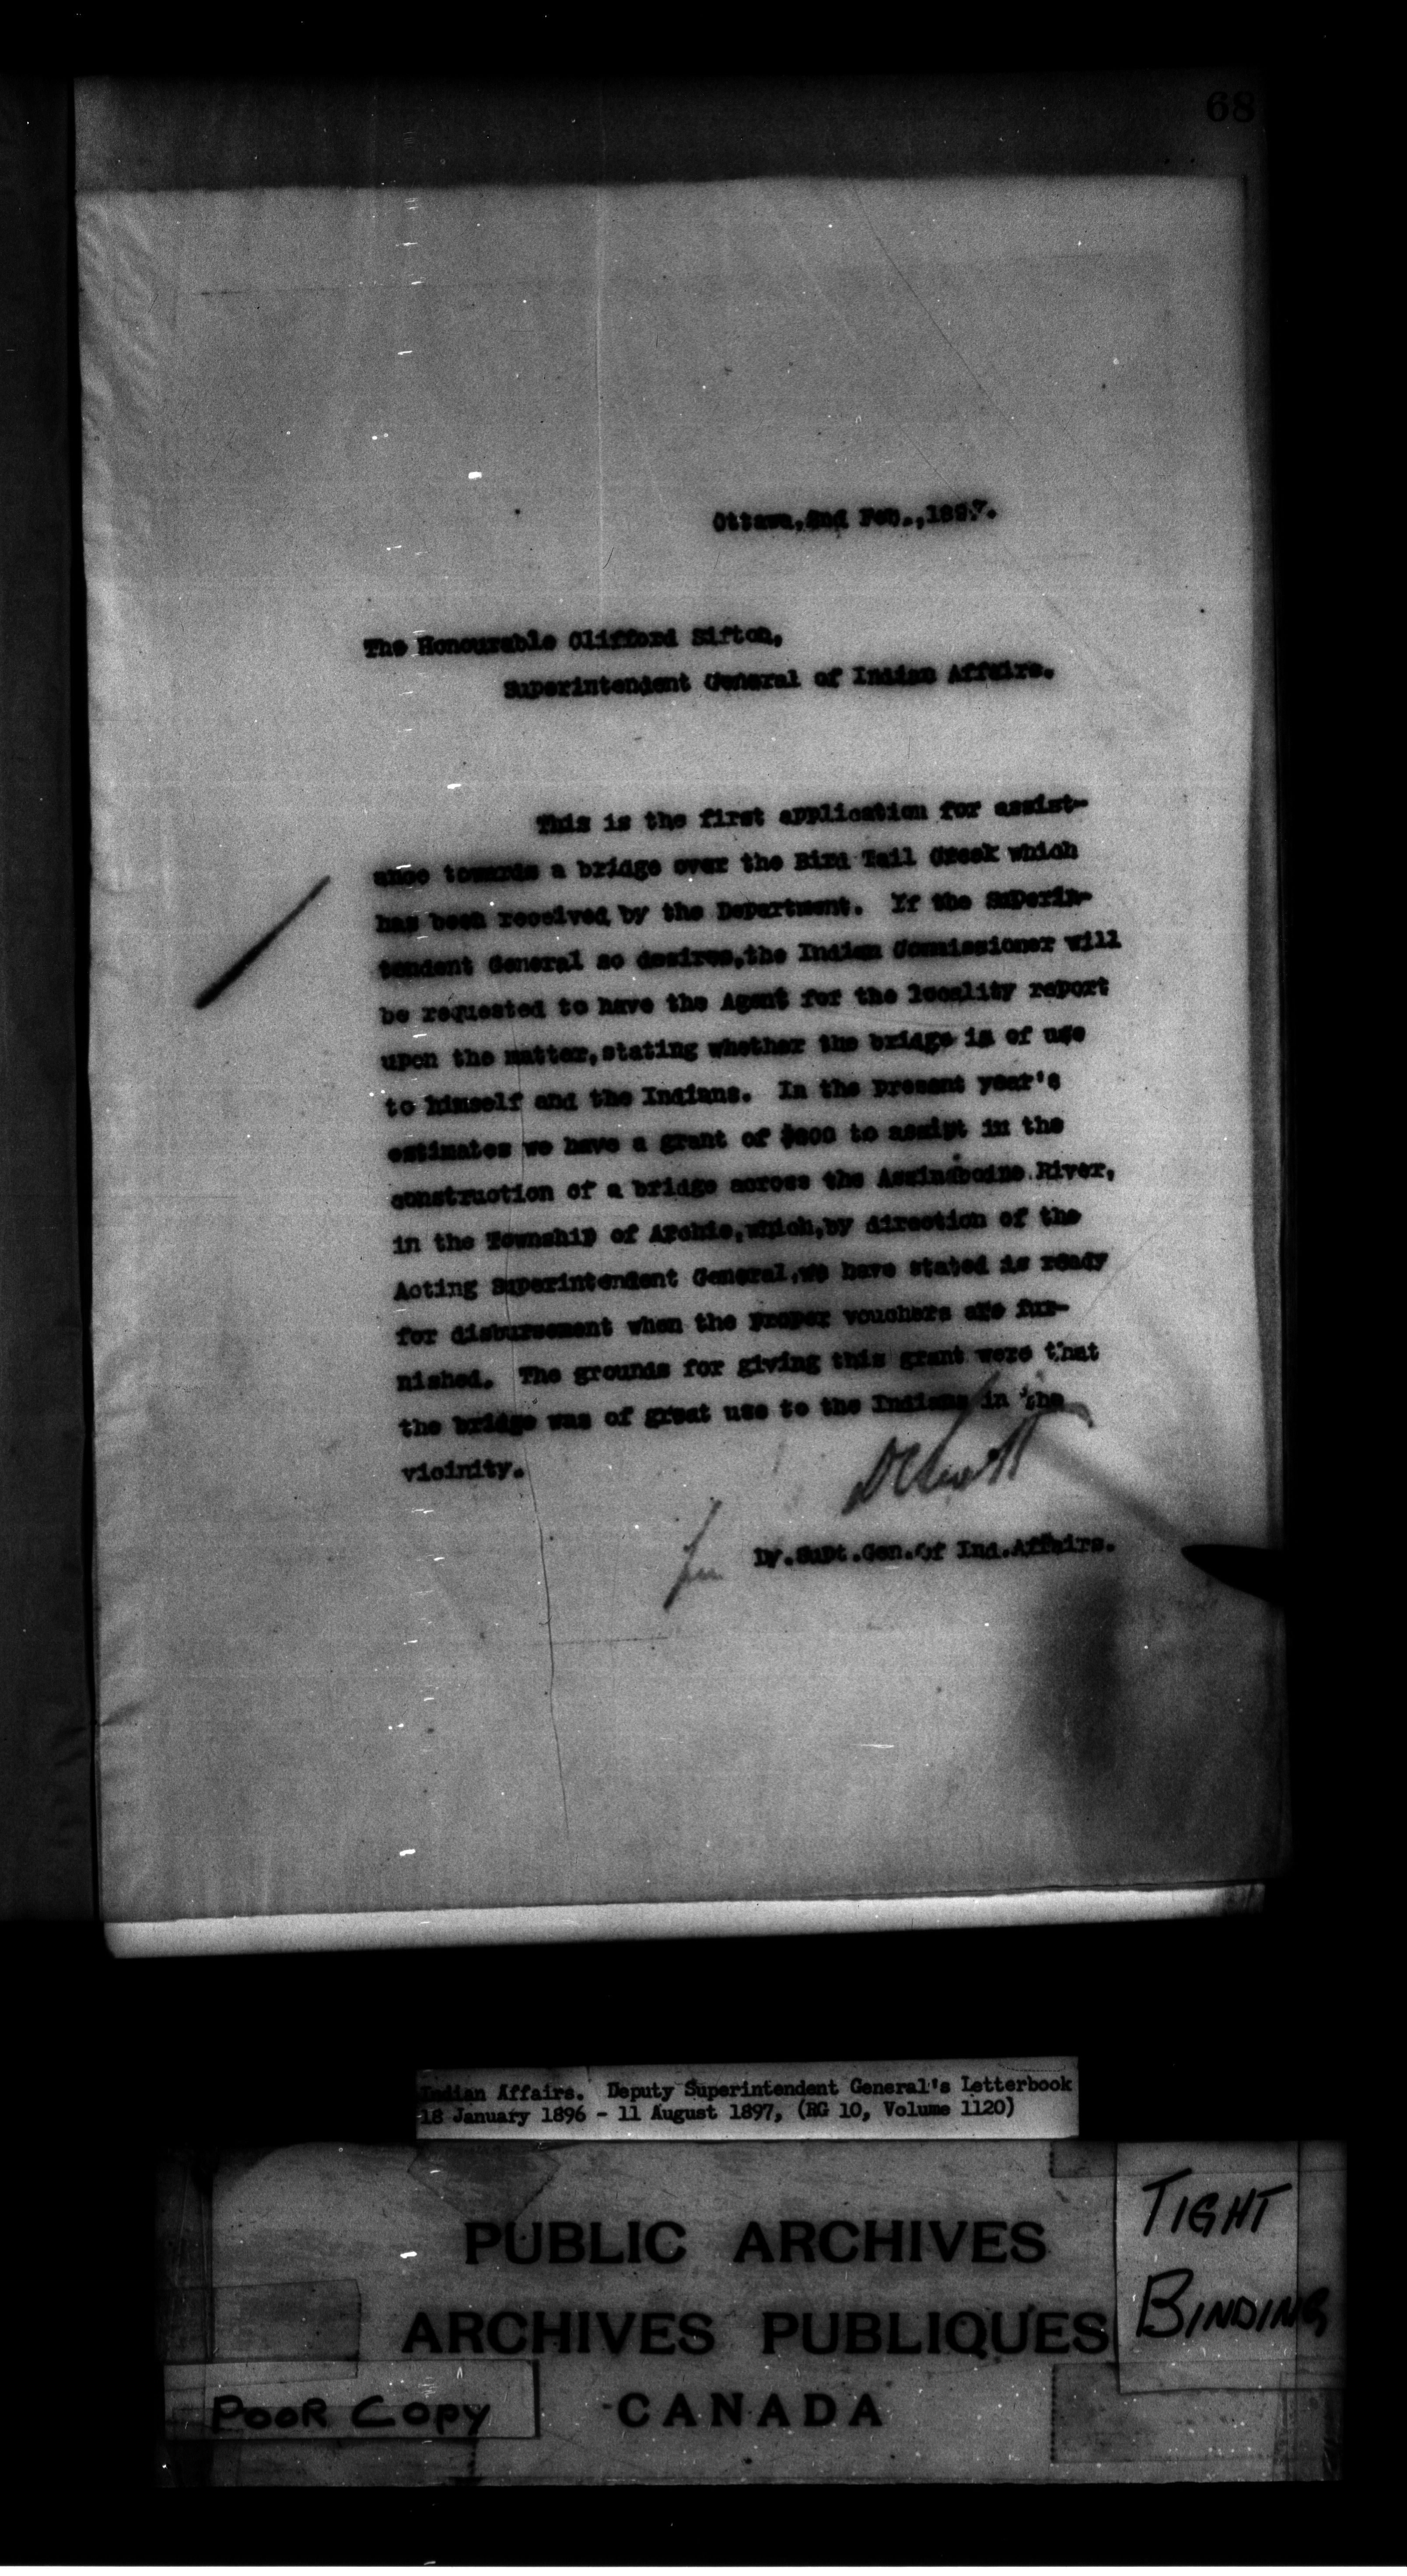 68
Ottawa, 2nd Feb., 1897.
The Honourable Clifford Sifton,
Superintendent General of Indian Affairs.
This is the first application for assist-
ance towards a bridge over the Bird Tail Creek which
has been received by the Department. If the Superin-
tendent General so desires, the Indian Commissioner will
be requested to have the Agent for the locality report
upon the matter, stating whether the bridge is of use
to himself and the Indians. In the present year's
estimates we have a grant of to assist in the
construction of a bridge across the Assinaboine River,
in the Township of Archie, which, by direction of the
Acting Superintendent General, we have stated is ready
for disbursement when the proper vouchers are fur-
nished. The grounds for giving this grant were that
the bridge was of great use to the Indians in the
vicinity.
D C Scott
for Dy. Supt. Gen. of Ind. Affairs.
Indian Affairs. Deputy Superintendent General's Letterbook
18 January 1896 - 11 August 1897, (RG 10, Volume 1120)
PUBLIC ARCHIVES
ARCHIVES PUBLIQUES
CANADA
TIGHT
BINDING
POOR COPY